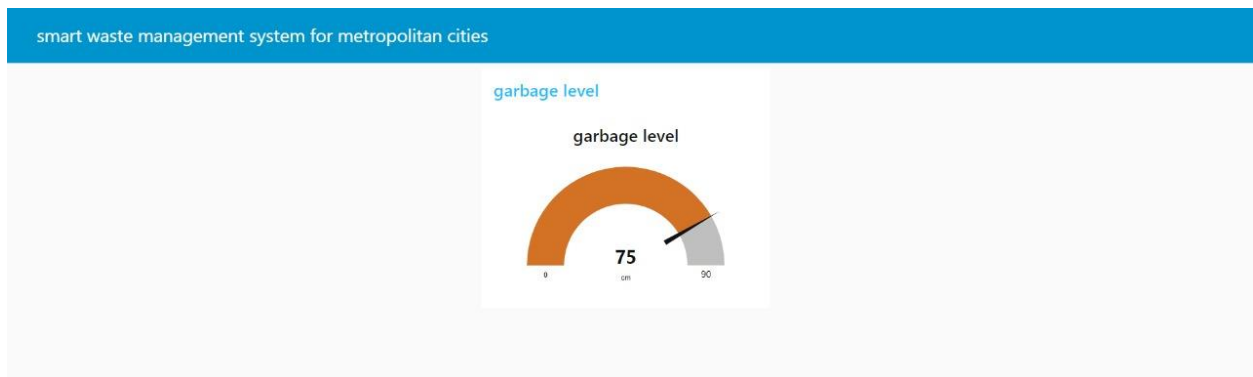 smart waste management system for metropolitan cities
garbage level
garbage level
75
cm
0
90